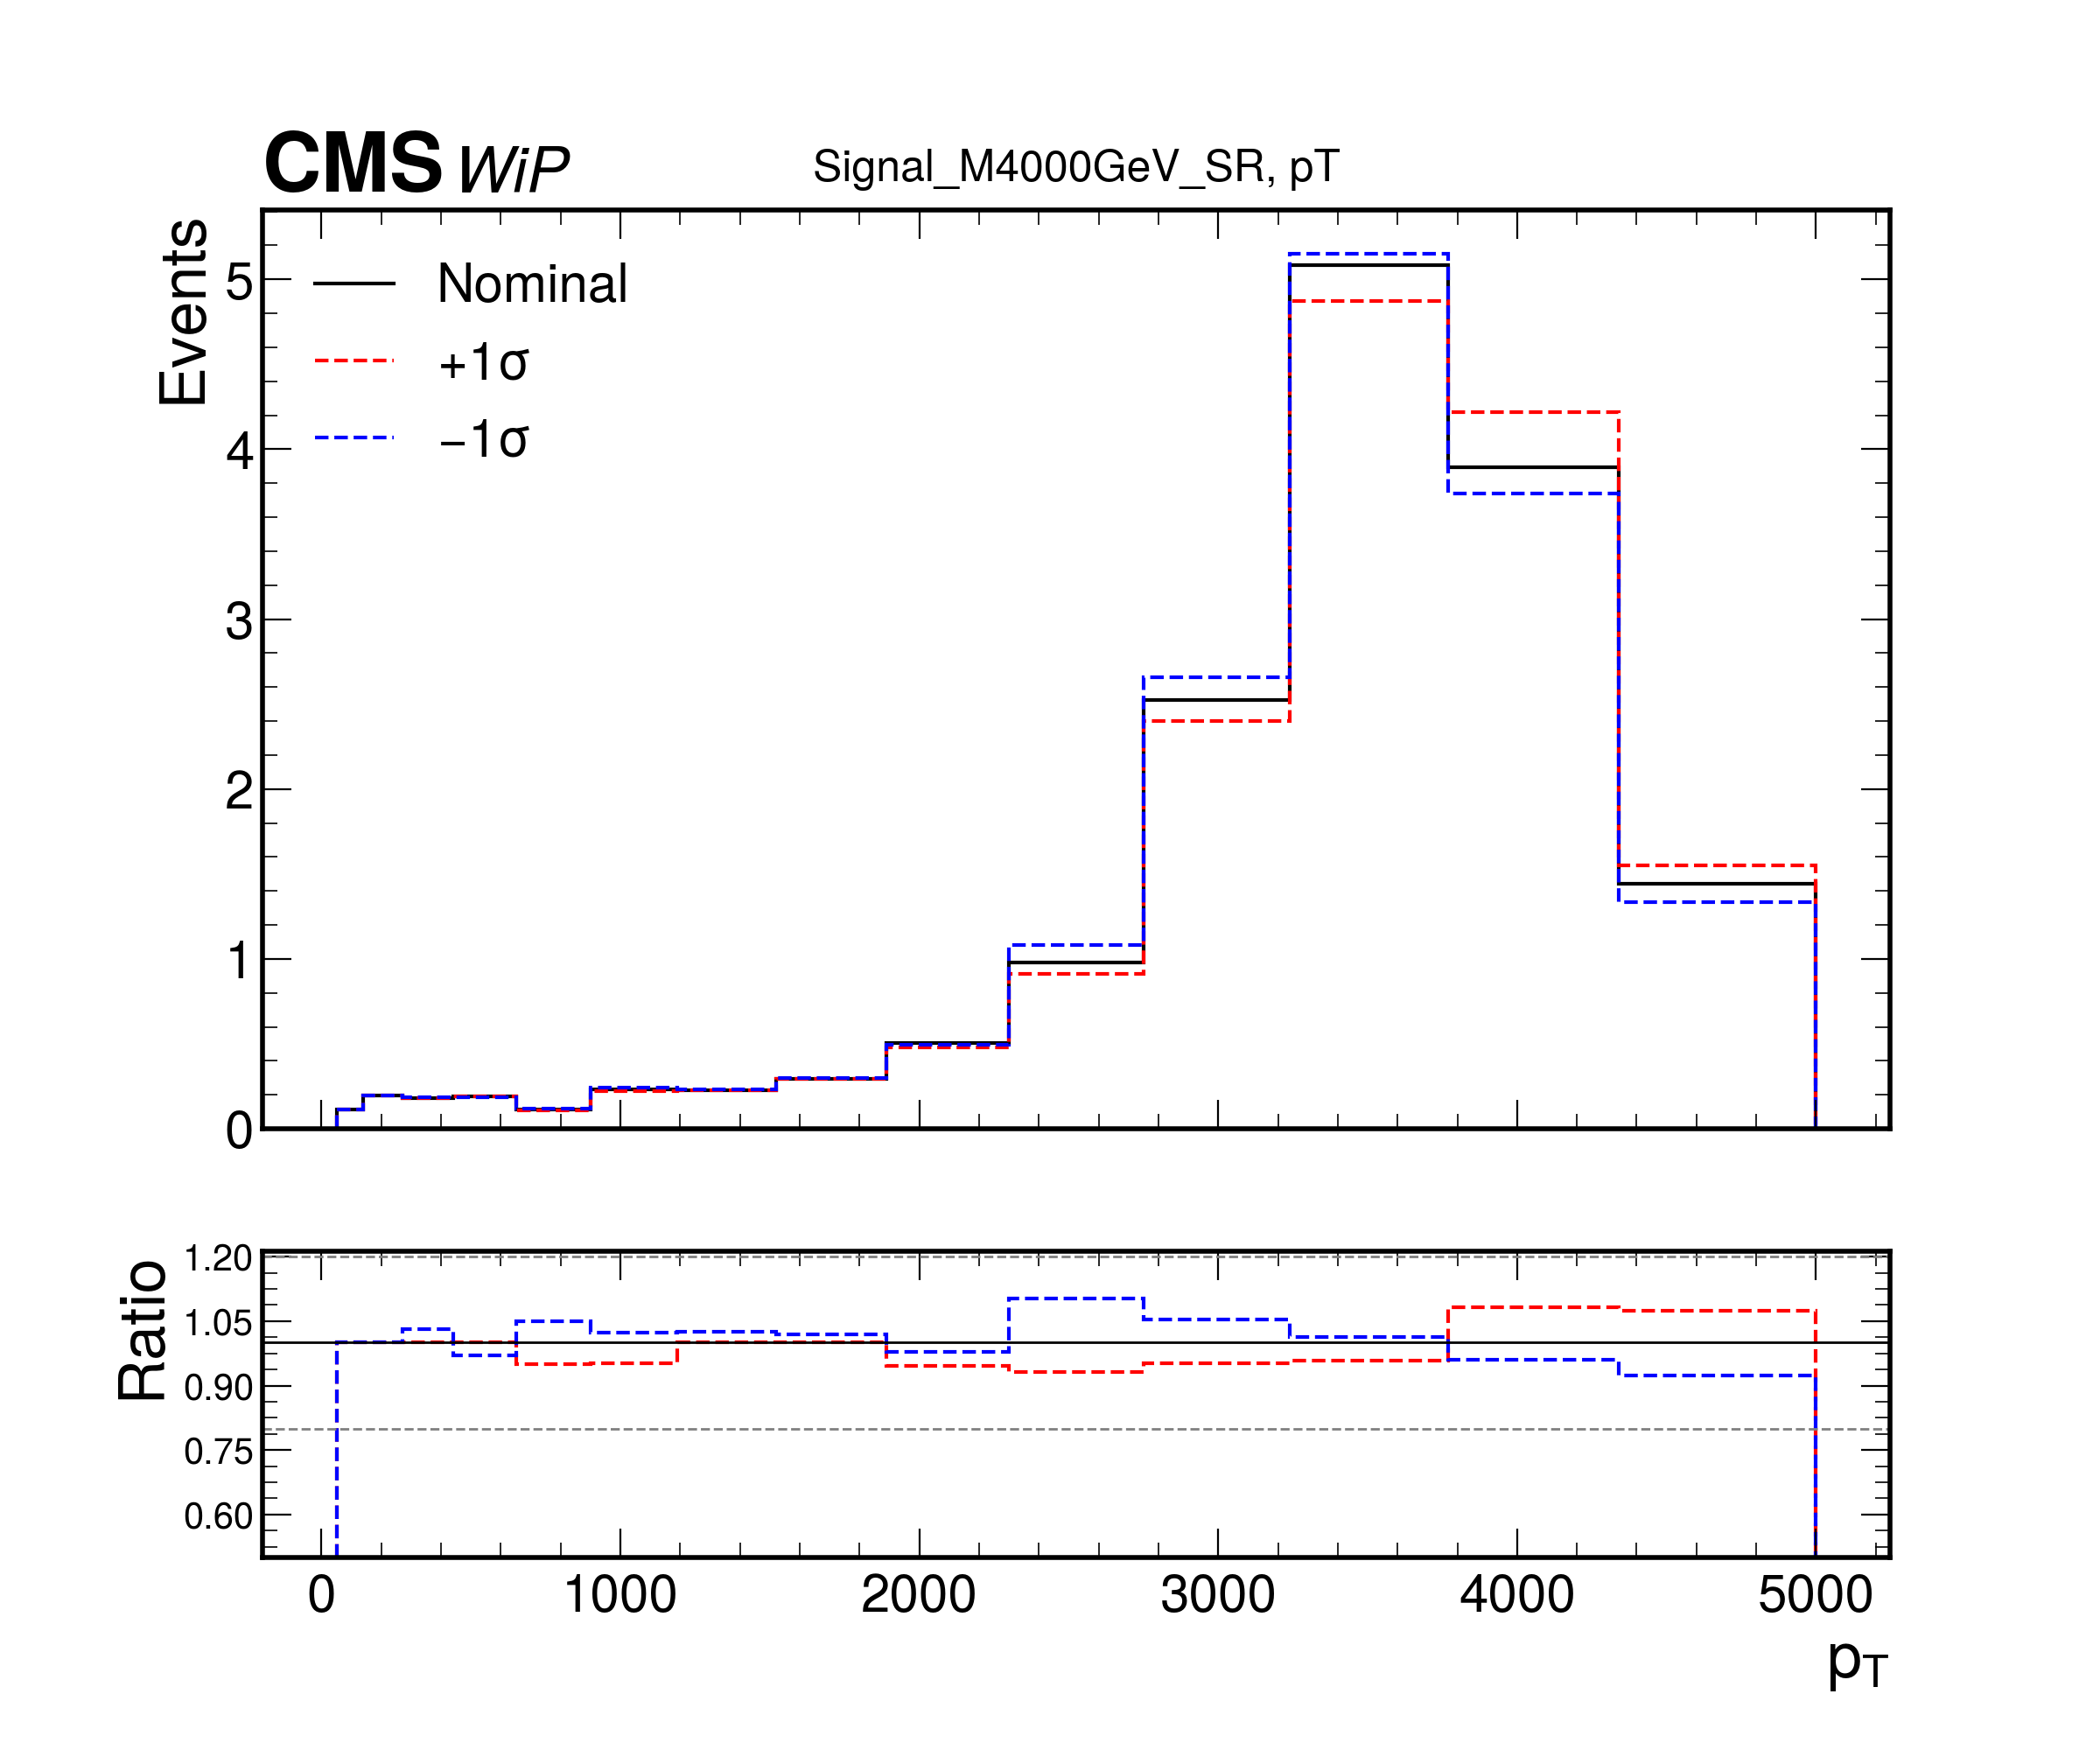 CMS WiP Signal_M4000GeV_SR, pT
Events
5
4
3
2
1
0
Nominal
+1σ
−1σ
Ratio
1.20
1.05
0.90
0.75
0.60
0 1000 2000 3000 4000 5000
pT